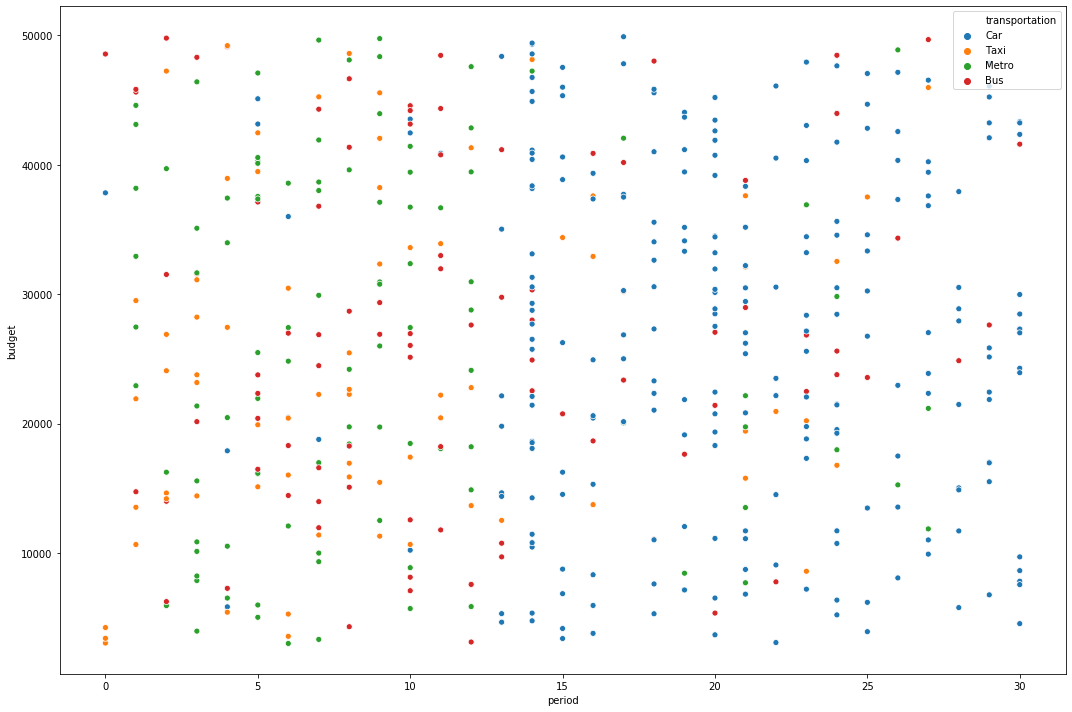 transportation
Car
Taxi
Metro
Bus
50000
40000
30000
20000
10000
budget
0 5 10 15 20 25 30
period